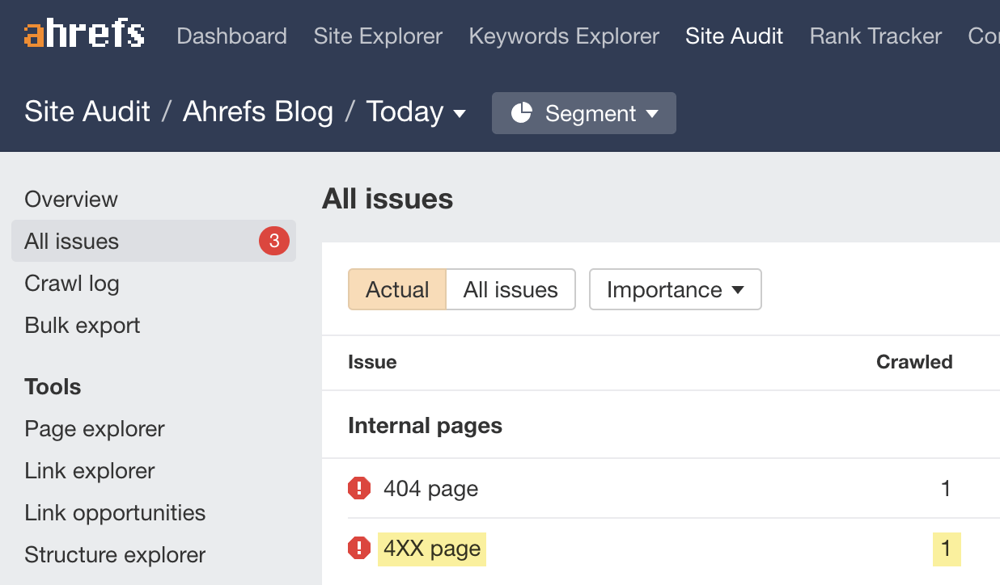 ahrefs Dashboard Site Explorer Keywords Explorer Site Audit Rank Tracker
Site Audit / Ahrefs Blog / Today Segment
Overview
All issues 3
Crawl log
Bulk export
Tools
Page explorer
Link explorer
Link opportunities
Structure explorer
All issues
Actual All issues Importance
Issue Crawled
Internal pages
404 page 1
4XX page 1